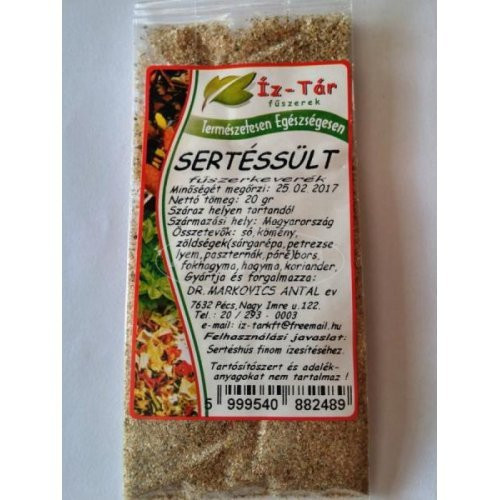 Íz-Tár
fűszerek
Természetesen Egészségesen
SERTÉSSÜLT
fűszerkeverék
Minőségét megőrzi: 25 02 2017
Nettó tömeg: 20 gr
Száraz helyen tartandó!
Származási hely: Magyarország
Összetevők: só, kömény,
zöldségek(sárgarépa, petrezse
lyem, paszternák, póré)bors,
fokhagyma, hagyma, koriander,
Gyártja és forgalmazza:
DR. MARKOVICS ANTAL ev
7632 Pécs, Nagy Imre u.122.
Tel.: 20 / 293 - 0003
e-mail: iz-tarkft@freemail.hu
Felhasználási javaslat:
Sertéshús finom ízesítéséhez.
Tartósítószert és adalék-
anyagokat nem tartalmaz !
5 999540 882489